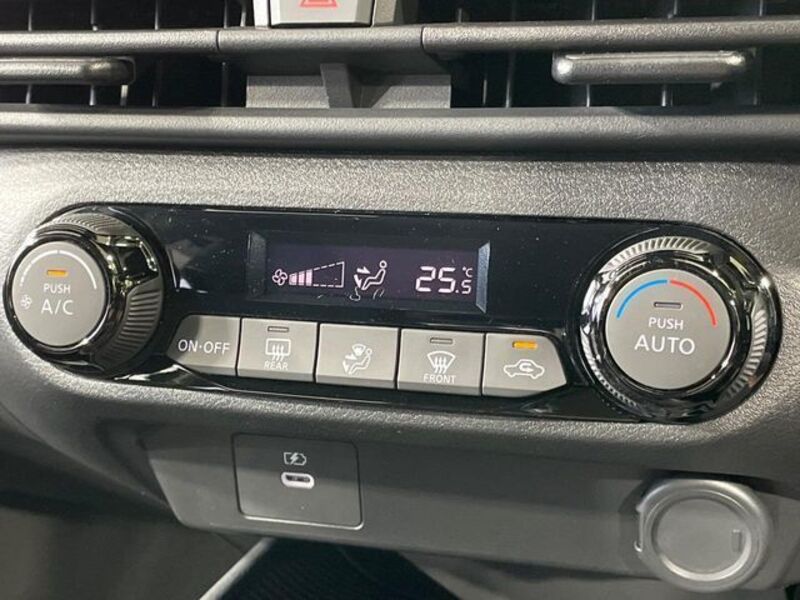 PUSH
A/C
25.5 °C
ON·OFF
REAR
FRONT
PUSH
AUTO